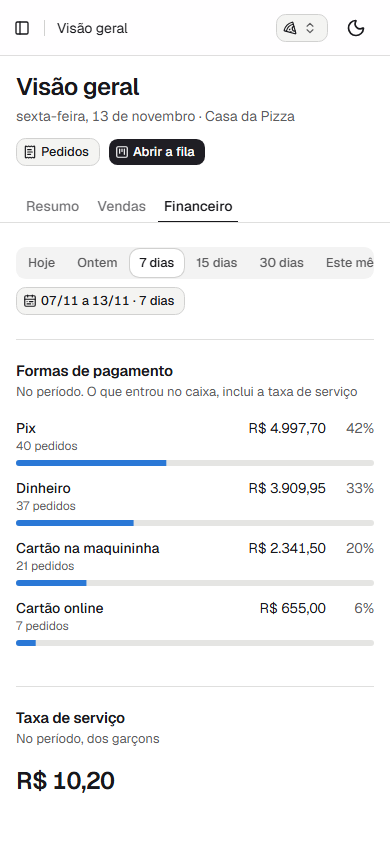 Visão geral
Visão geral
sexta-feira, 13 de novembro · Casa da Pizza
Pedidos
Abrir a fila
Resumo Vendas Financeiro
Hoje Ontem 7 dias 15 dias 30 dias Este mê
07/11 a 13/11 · 7 dias
Formas de pagamento
No período. O que entrou no caixa, inclui a taxa de serviço
Pix R$ 4.997,70 42%
40 pedidos
Dinheiro R$ 3.909,95 33%
37 pedidos
Cartão na maquininha R$ 2.341,50 20%
21 pedidos
Cartão online R$ 655,00 6%
7 pedidos
Taxa de serviço
No período, dos garçons
R$ 10,20